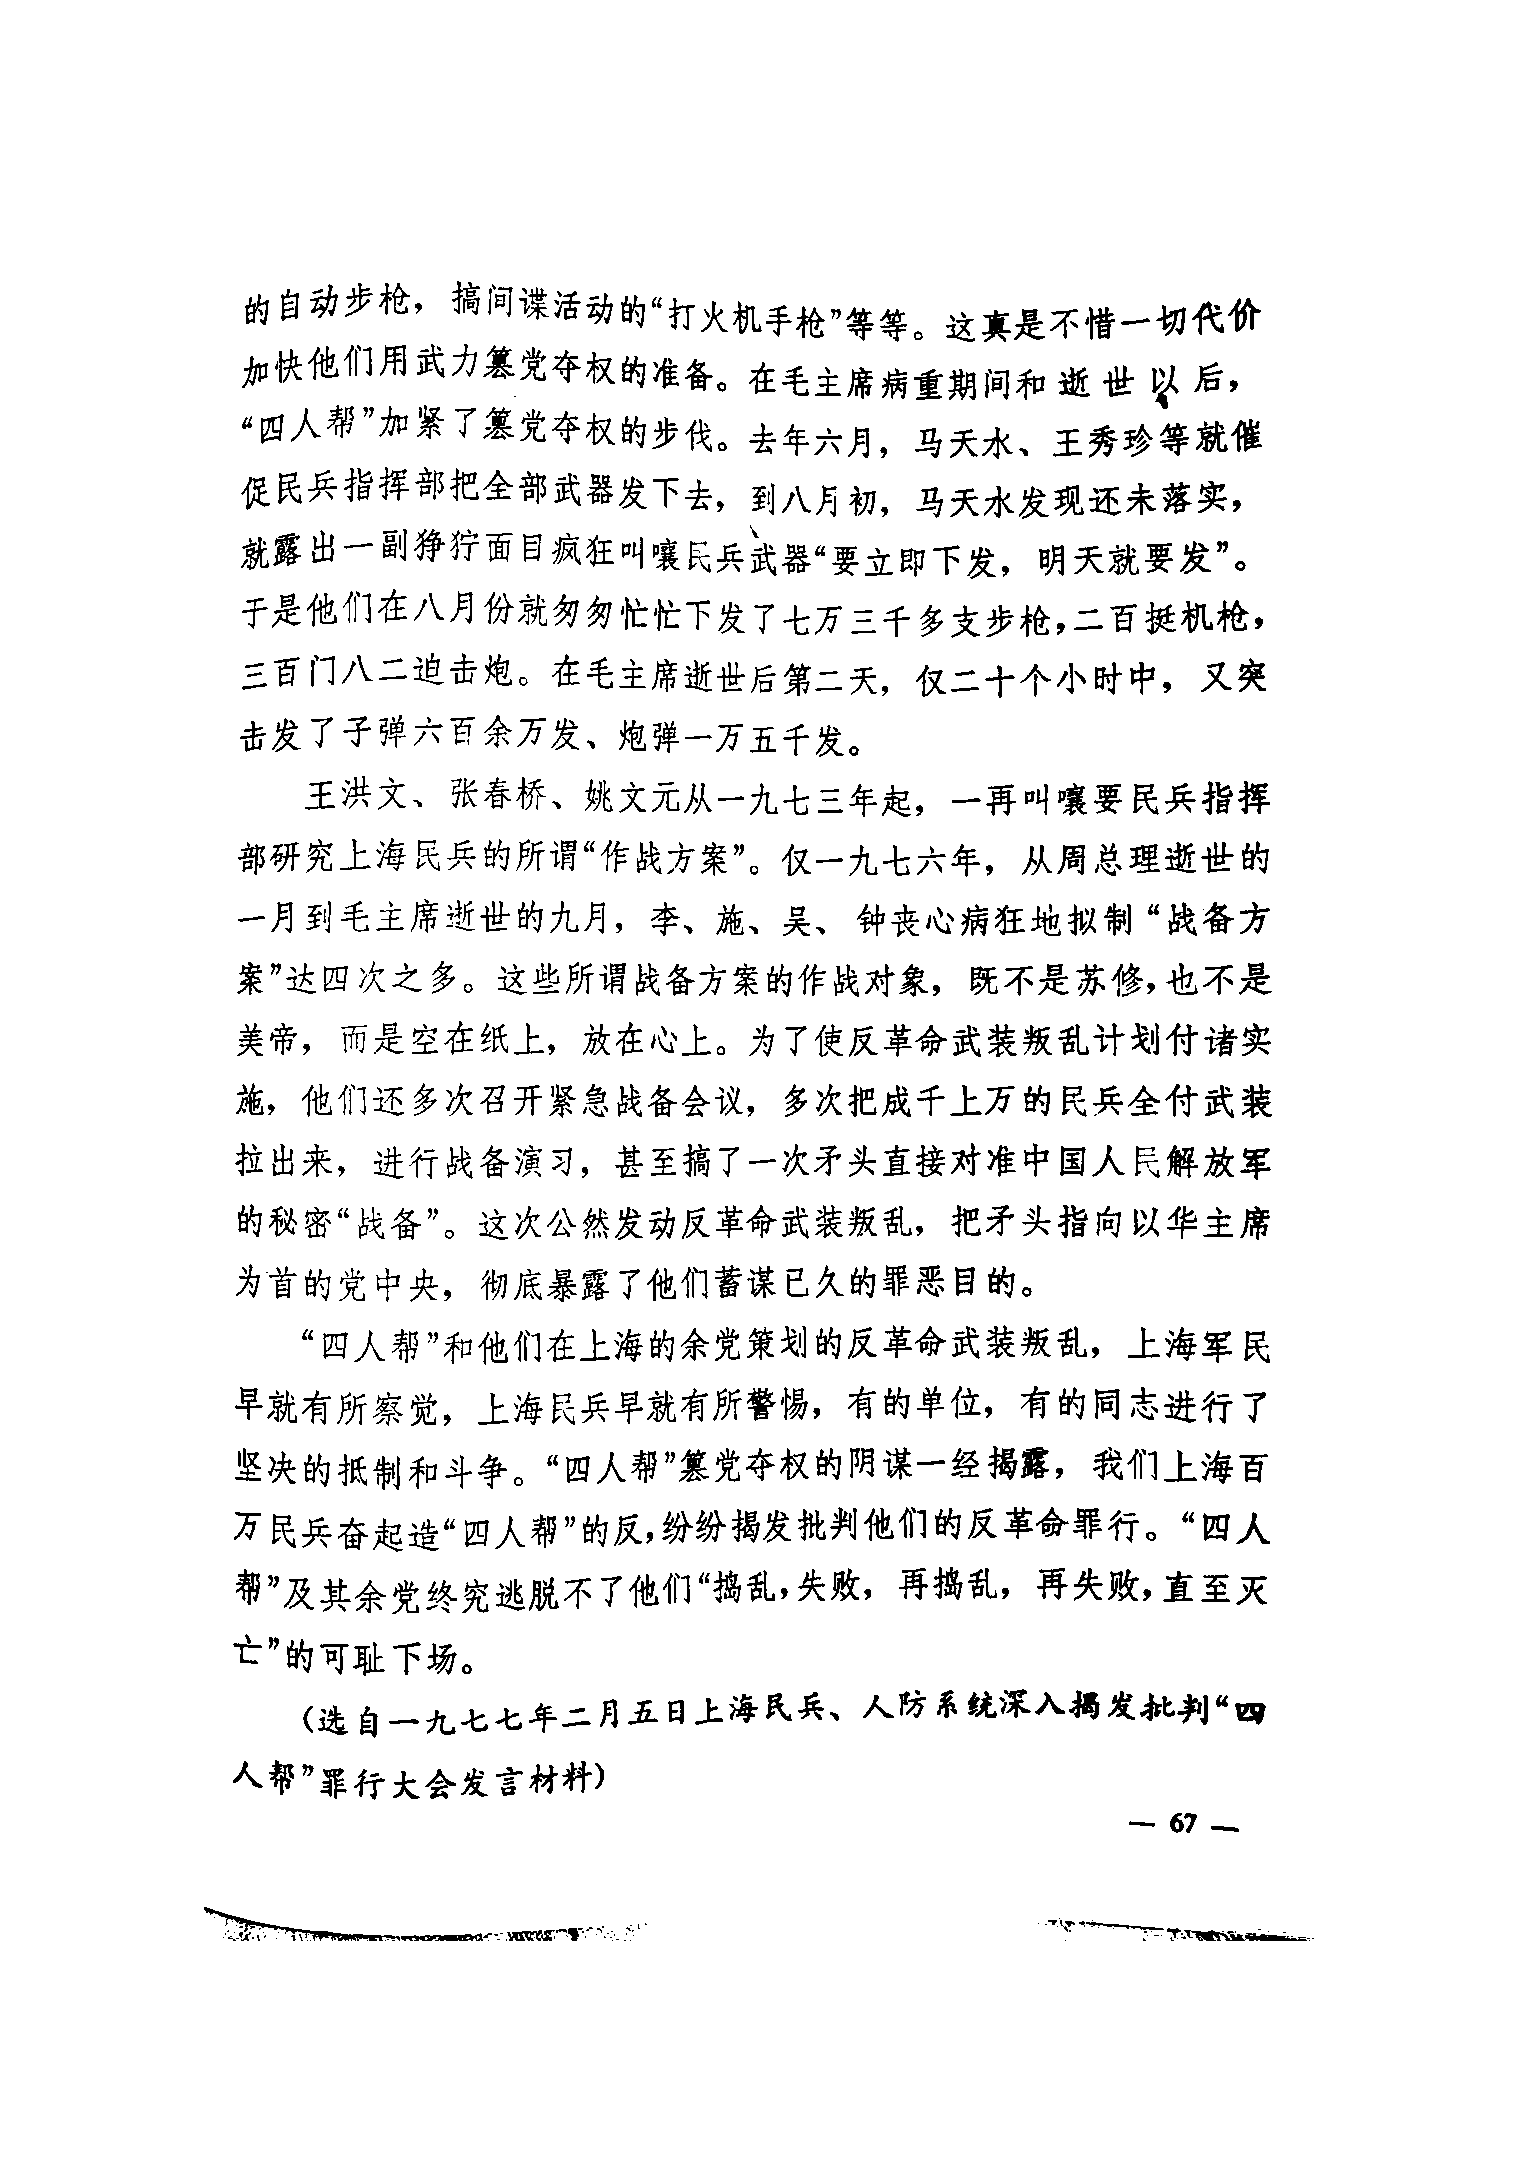 的自动步枪，搞间谍活动的“打火机手枪”等等。这真是不惜一切代价
加快他们用武力篡党夺权的准备。在毛主席病重期间和逝世以后，
“四人帮”加紧了篡党夺权的步伐。去年六月，马天水、王秀珍等就催
促民兵指挥部把全部武器发下去，到八月初，马天水发现还未落实，
就露出一副狰狞面目疯狂叫嚷民兵武器“要立即下发，明天就要发”。
于是他们在八月份就匆匆忙忙下发了七万三千多支步枪，二百挺机枪，
三百门八二迫击炮。在毛主席逝世后第二天，仅二十个小时中，又突
击发了子弹六百余万发、炮弹一万五千发。
王洪文、张春桥、姚文元从一九七三年起，一再叫嚷要民兵指挥
部研究上海民兵的所谓“作战方案”。仅一九七六年，从周总理逝世的
一月到毛主席逝世的九月，李、施、吴、钟丧心病狂地拟制“战备方
案”达四次之多。这些所谓战备方案的作战对象，既不是苏修，也不是
美帝，而是空在纸上，放在心上。为了使反革命武装叛乱计划付诸实
施，他们还多次召开紧急战备会议，多次把成千上万的民兵全付武装
拉出来，进行战备演习，甚至搞了一次矛头直接对准中国人民解放军
的秘密“战备”。这次公然发动反革命武装叛乱，把矛头指向以华主席
为首的党中央，彻底暴露了他们蓄谋已久的罪恶目的。
“四人帮”和他们在上海的余党策划的反革命武装叛乱，上海军民
早就有所察觉，上海民兵早就有所警惕，有的单位，有的同志进行了
坚决的抵制和斗争。“四人帮”篡党夺权的阴谋一经揭露，我们上海百
万民兵奋起造“四人帮”的反，纷纷揭发批判他们的反革命罪行。“四人
帮”及其余党终究逃脱不了他们“捣乱，失败，再捣乱，再失败，直至灭
亡”的可耻下场。
（选自一九七七年二月五日上海民兵、人防系统深入揭发批判“四
人帮”罪行大会发言材料）
— 67 —